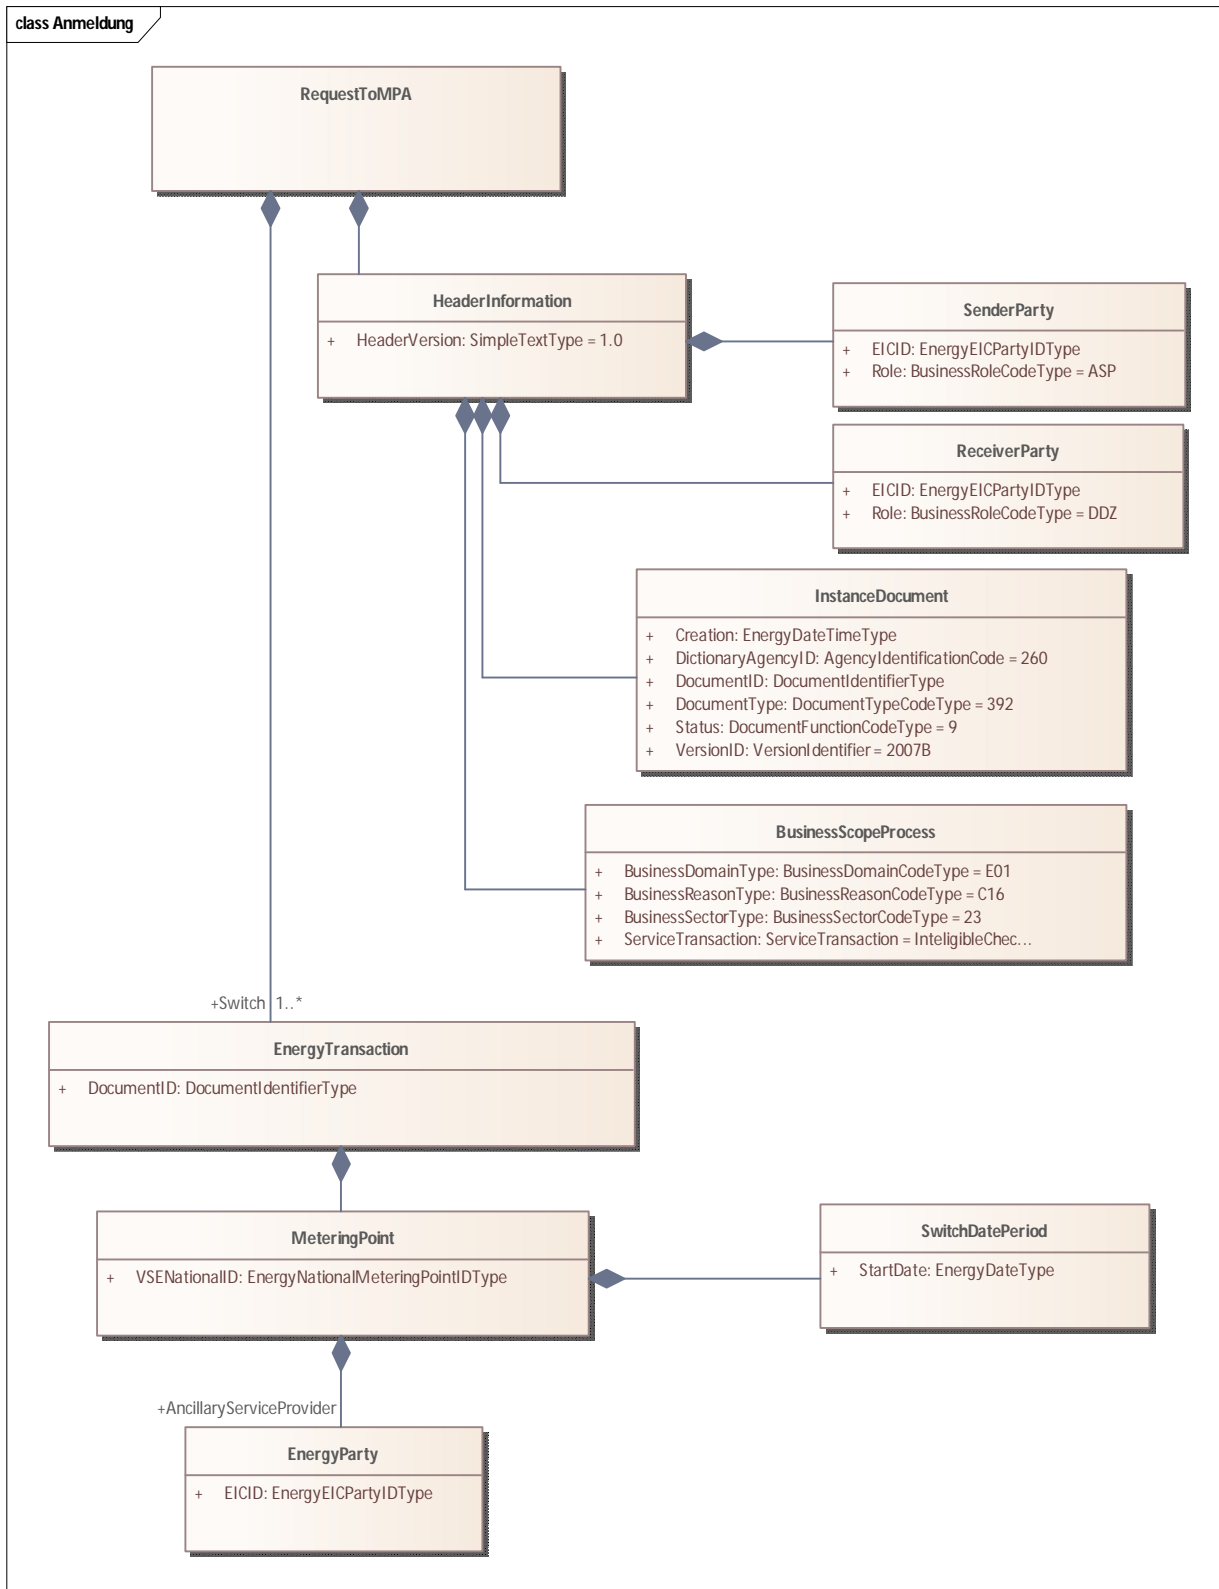 class Anmeldung
RequestToMPA
HeaderInformation
+ HeaderVersion: SimpleTextType = 1.0
SenderParty
+ EICID: EnergyEICPartyIDType
+ Role: BusinessRoleCodeType = ASP
ReceiverParty
+ EICID: EnergyEICPartyIDType
+ Role: BusinessRoleCodeType = DDZ
InstanceDocument
+ Creation: EnergyDateTimeType
+ DictionaryAgencyID: AgencyIdentificationCode = 260
+ DocumentID: DocumentIdentifierType
+ DocumentType: DocumentTypeCodeType = 392
+ Status: DocumentFunctionCodeType = 9
+ VersionID: VersionIdentifier = 2007B
BusinessScopeProcess
+ BusinessDomainType: BusinessDomainCodeType = E01
+ BusinessReasonType: BusinessReasonCodeType = C16
+ BusinessSectorType: BusinessSectorCodeType = 23
+ ServiceTransaction: ServiceTransaction = InteligibleChec...
+Switch 1..*
EnergyTransaction
+ DocumentID: DocumentIdentifierType
MeteringPoint
+ VSENationalID: EnergyNationalMeteringPointIDType
SwitchDatePeriod
+ StartDate: EnergyDateType
+AncillaryServiceProvider
EnergyParty
+ EICID: EnergyEICPartyIDType